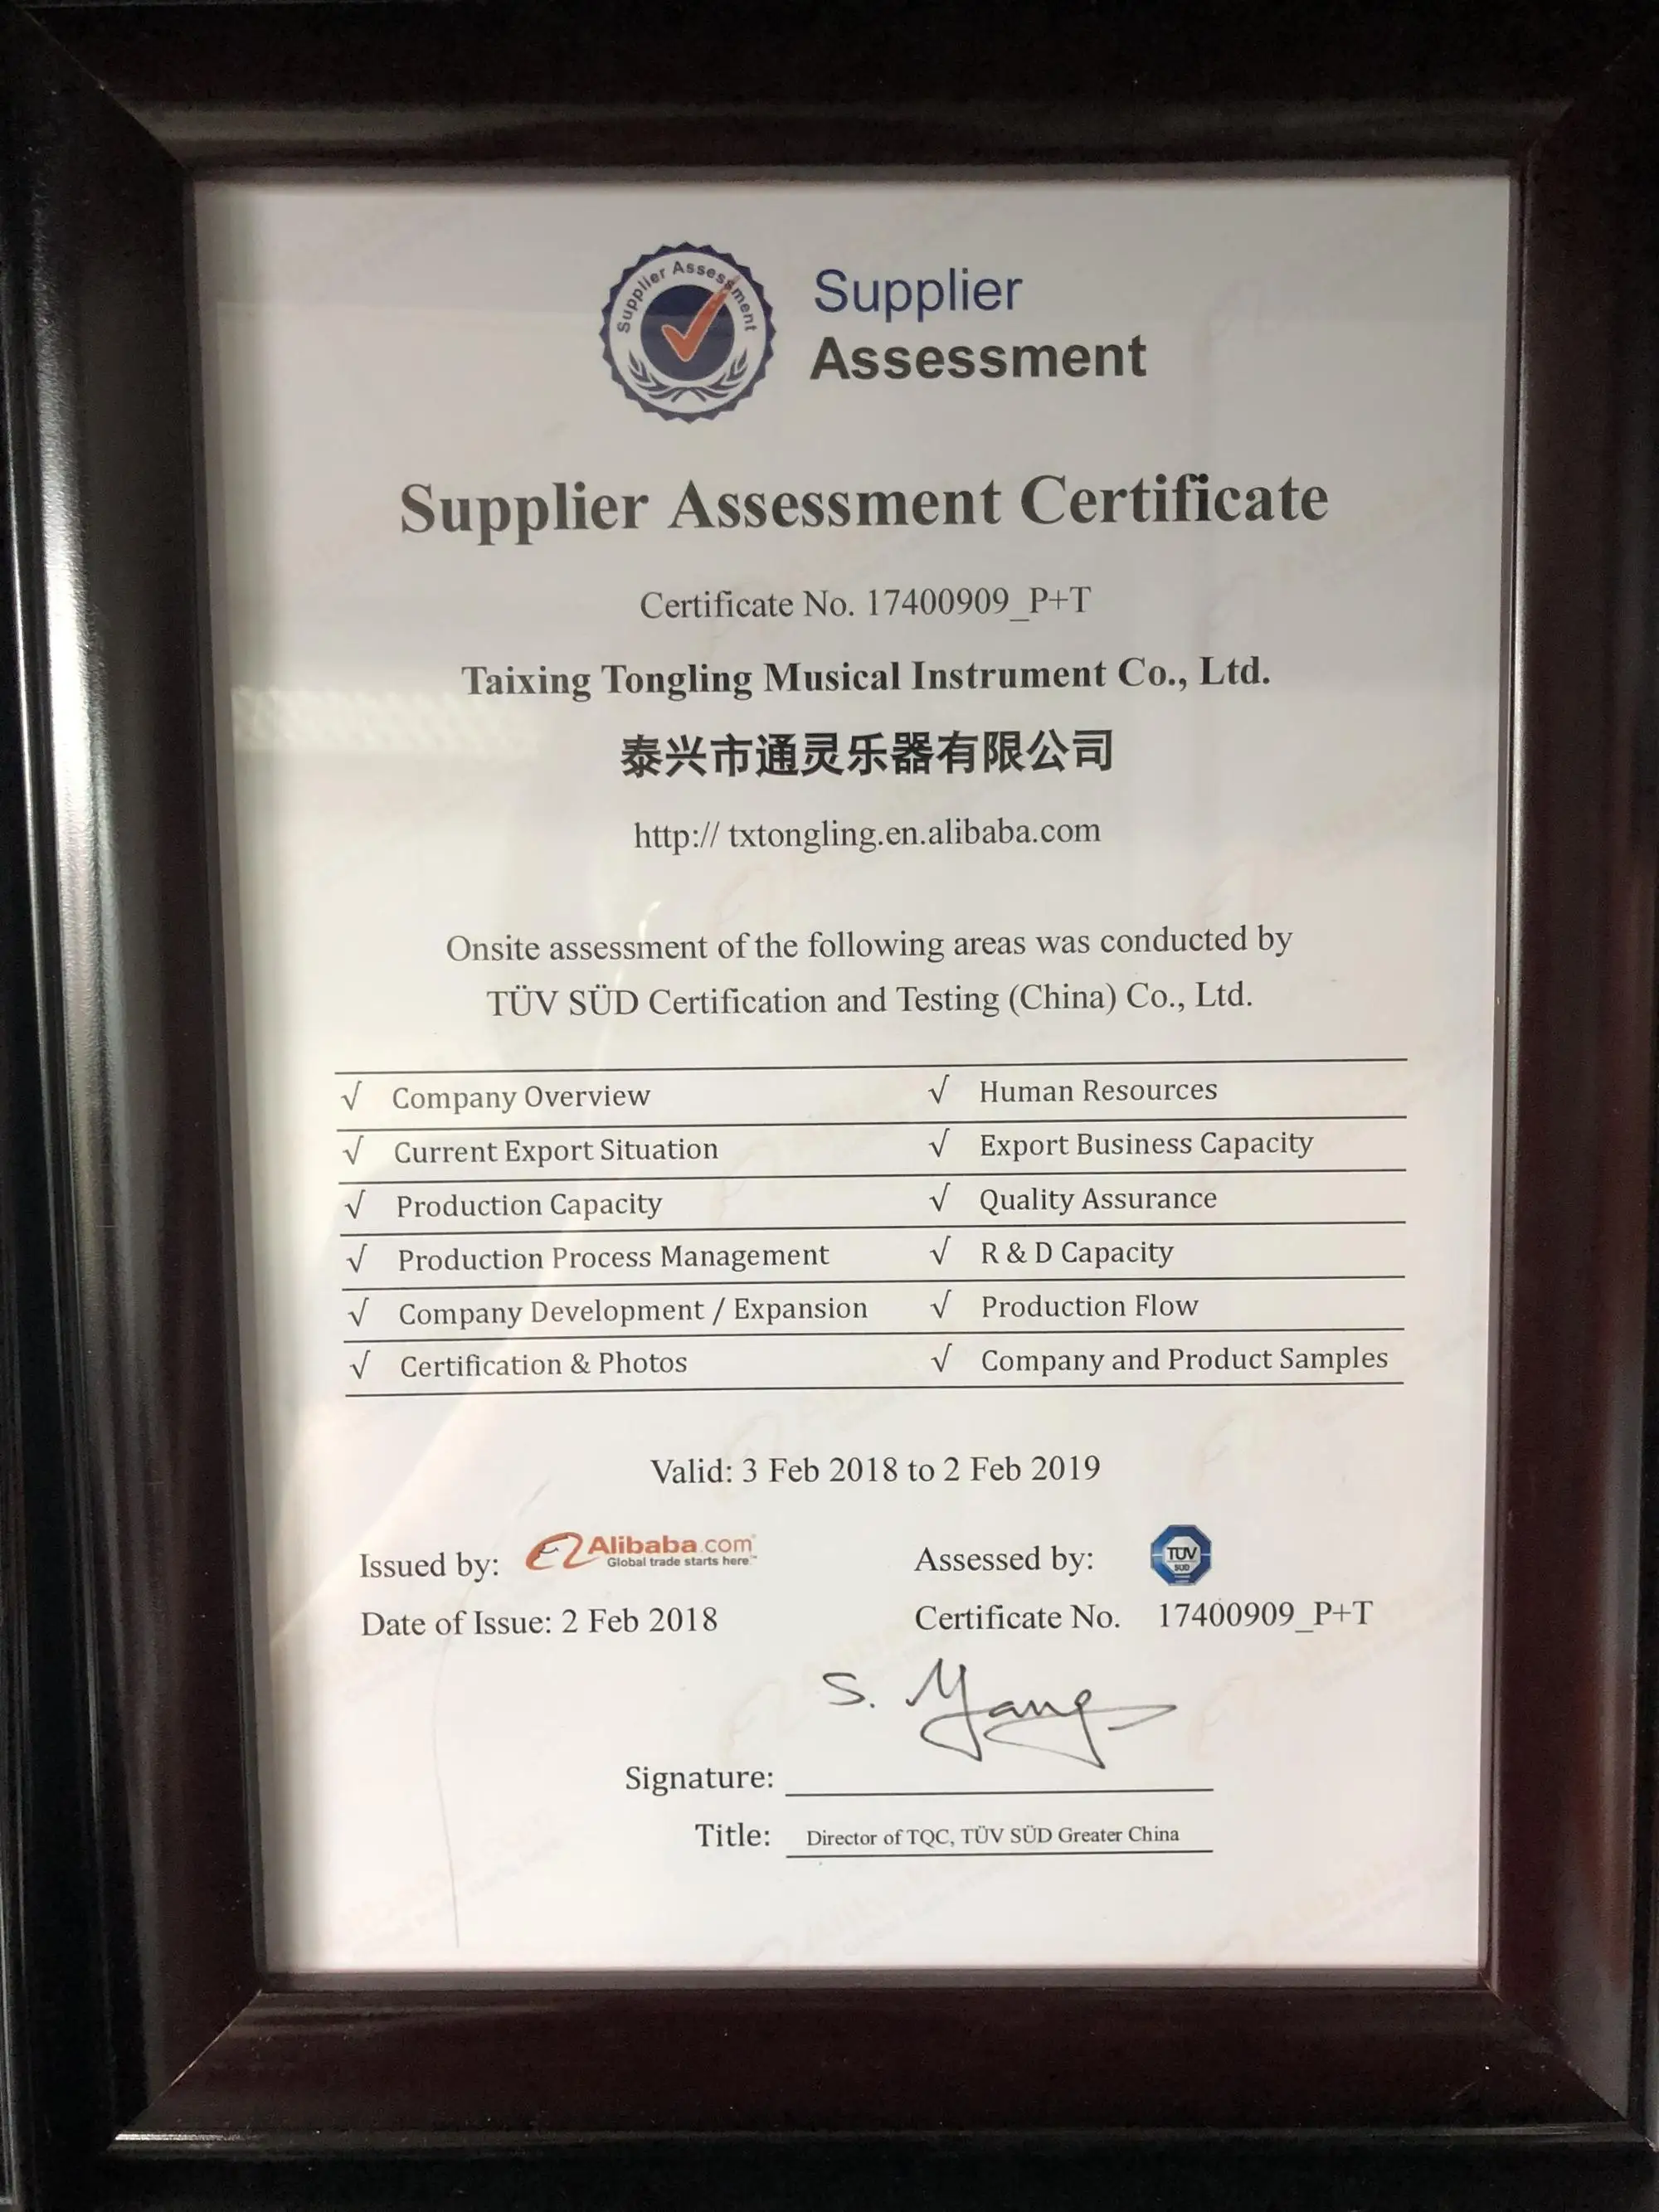 Supplier Assessment
Supplier
Assessment
Supplier Assessment Certificate
Certificate No. 17400909_P+T
Taixing Tongling Musical Instrument Co., Ltd.
泰兴市通灵乐器有限公司
http:// txtongling.en.alibaba.com
Onsite assessment of the following areas was conducted by
TÜV SÜD Certification and Testing (China) Co., Ltd.
√ Company Overview √ Human Resources
√ Current Export Situation √ Export Business Capacity
√ Production Capacity √ Quality Assurance
√ Production Process Management √ R & D Capacity
√ Company Development / Expansion √ Production Flow
√ Certification & Photos √ Company and Product Samples
Valid: 3 Feb 2018 to 2 Feb 2019
Issued by: Alibaba.com Assessed by: TÜV
Global trade starts here.™ SÜD
Date of Issue: 2 Feb 2018 Certificate No. 17400909_P+T
S. Yang
Signature:
Title: Director of TQC, TÜV SÜD Greater China